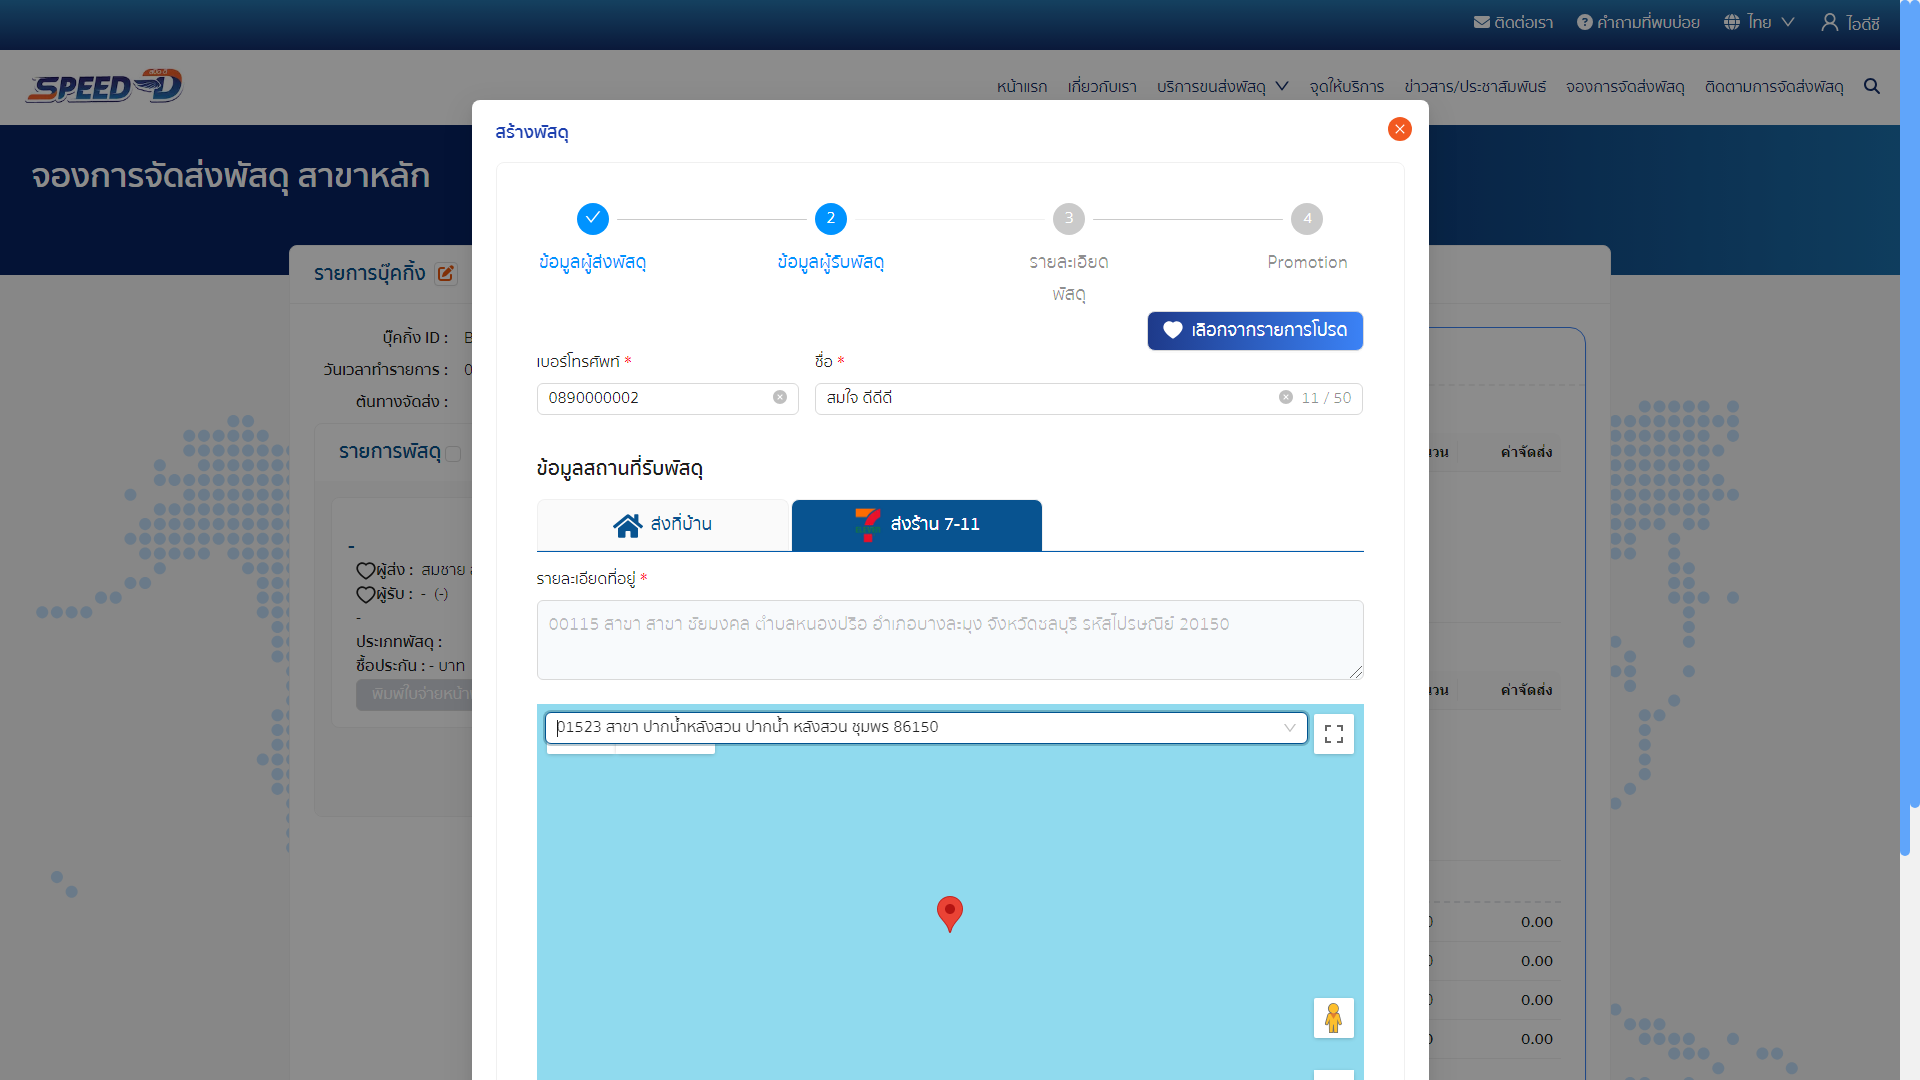 ติดต่อเรา คำถามที่พบบ่อย ไทย ไอดีซี
สปีด-ดี
SPEED-D
หน้าแรก เกี่ยวกับเรา บริการขนส่งพัสดุ จุดให้บริการ ข่าวสาร/ประชาสัมพันธ์ จองการจัดส่งพัสดุ ติดตามการจัดส่งพัสดุ
จองการจัดส่งพัสดุ สาขาหลัก
สร้างพัสดุ
2 3 4
ข้อมูลผู้ส่งพัสดุ ข้อมูลผู้รับพัสดุ รายละเอียด Promotion
พัสดุ
เลือกจากรายการโปรด
เบอร์โทรศัพท์ * ชื่อ *
0890000002 สมใจ ดีดีดี 11 / 50
ข้อมูลสถานที่รับพัสดุ
ส่งที่บ้าน ส่งร้าน 7-11
รายละเอียดที่อยู่ *
00115 สาขา สาขา ชัยมงคล ตำบลหนองปรือ อำเภอบางละมุง จังหวัดชลบุรี รหัสไปรษณีย์ 20150
01523 สาขา ปากน้ำหลังสวน ปากน้ำ หลังสวน ชุมพร 86150
รายการบุ๊คกิ้ง
บุ๊คกิ้ง ID : B
วันเวลาทำรายการ : 0
ต้นทางจัดส่ง :
รายการพัสดุ
-
ผู้ส่ง : สมชาย
ผู้รับ : - (-)
-
ประเภทพัสดุ :
ซื้อประกัน : - บาท
พิมพ์ใบจ่ายหน้า
ค่าจัดส่ง
ค่าจัดส่ง
0.00
0.00
0.00
0.00